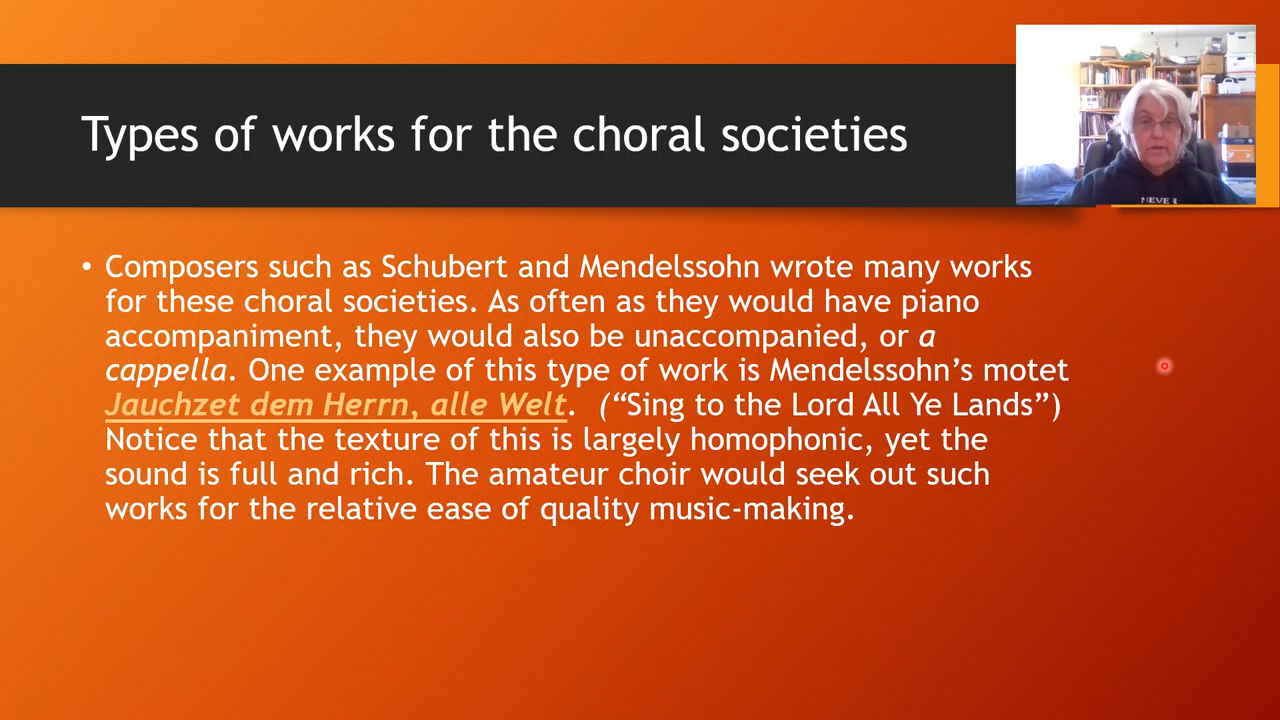 Types of works for the choral societies
NEVER
• Composers such as Schubert and Mendelssohn wrote many works
for these choral societies. As often as they would have piano
accompaniment, they would also be unaccompanied, or a
cappella. One example of this type of work is Mendelssohn’s motet
Jauchzet dem Herrn, alle Welt. (“Sing to the Lord All Ye Lands”)
Notice that the texture of this is largely homophonic, yet the
sound is full and rich. The amateur choir would seek out such
works for the relative ease of quality music-making.